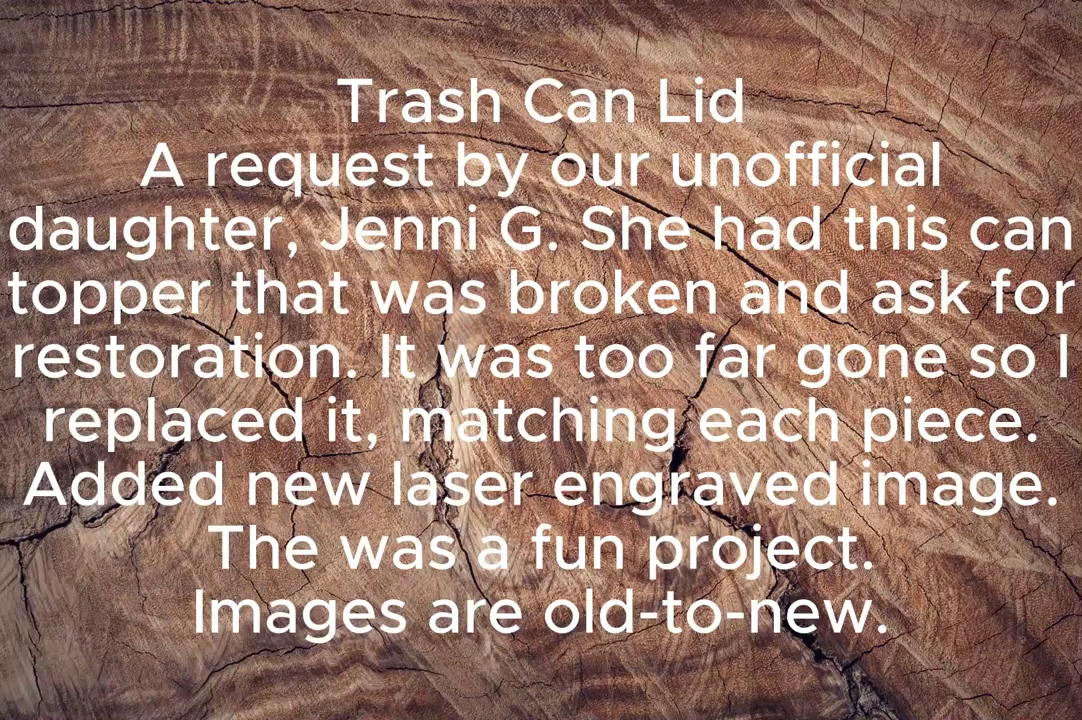 Trash Can Lid
A request by our unofficial
daughter, Jenni G. She had this can
topper that was broken and ask for
restoration. It was too far gone so I
replaced it, matching each piece.
Added new laser engraved image.
The was a fun project.
Images are old-to-new.